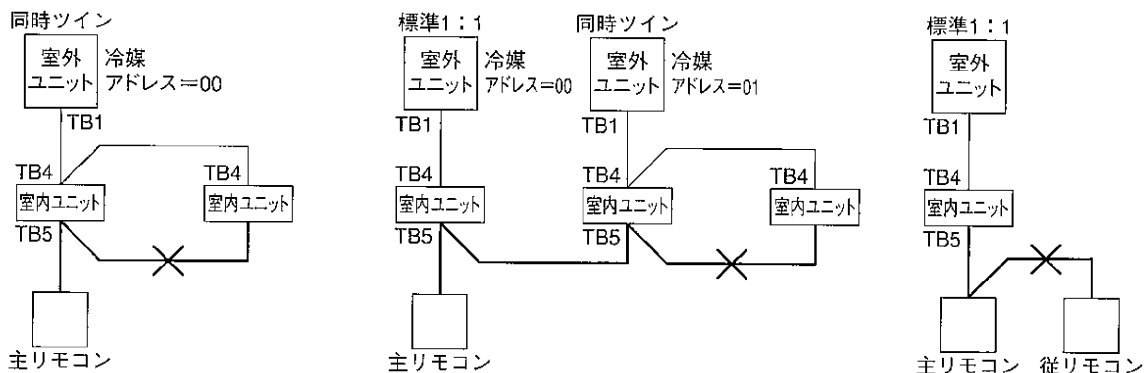 同時ツイン
室外
ユニット
冷媒
アドレス=00
TB1
TB4
TB4
室内ユニット
室内ユニット
TB5
主リモコン
標準1:1
室外
ユニット
冷媒
アドレス=00
TB1
TB4
室内ユニット
TB5
主リモコン
同時ツイン
室外
ユニット
冷媒
アドレス=01
TB1
TB4
TB4
室内ユニット
室内ユニット
TB5
標準1:1
室外
ユニット
TB1
TB4
室内ユニット
TB5
主リモコン
従リモコン